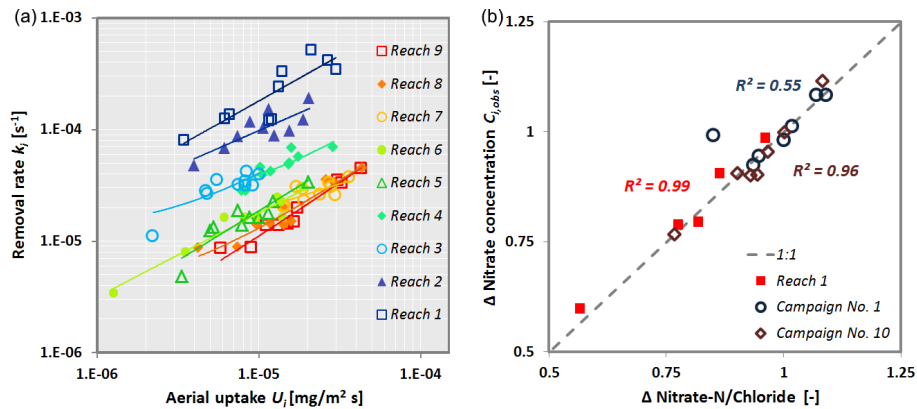 (a)
1.E-03
1.E-04
1.E-05
1.E-06
Removal rate ki [s-1]
1.E-06
1.E-05
1.E-04
Aerial uptake Ui [mg/m2 s]
Reach 9
Reach 8
Reach 7
Reach 6
Reach 5
Reach 4
Reach 3
Reach 2
Reach 1
(b)
1.25
1
0.75
0.5
Δ Nitrate concentration Ci,obs [-]
R² = 0.55
R² = 0.99
R² = 0.96
1:1
Reach 1
Campaign No. 1
Campaign No. 10
0.5
0.75
1
1.25
Δ Nitrate-N/Chloride [-]